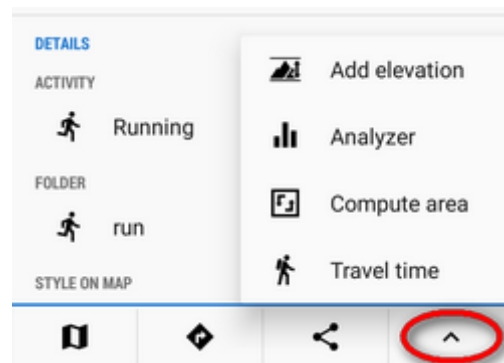 DETAILS
ACTIVITY
Running
FOLDER
run
STYLE ON MAP
Add elevation
Analyzer
Compute area
Travel time